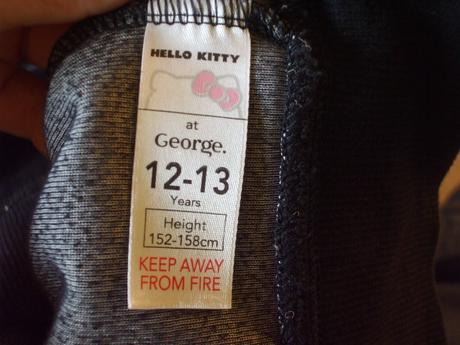 HELLO KITTY
at
George.
12-13
Years
Height
152-158cm
KEEP AWAY
FROM FIRE